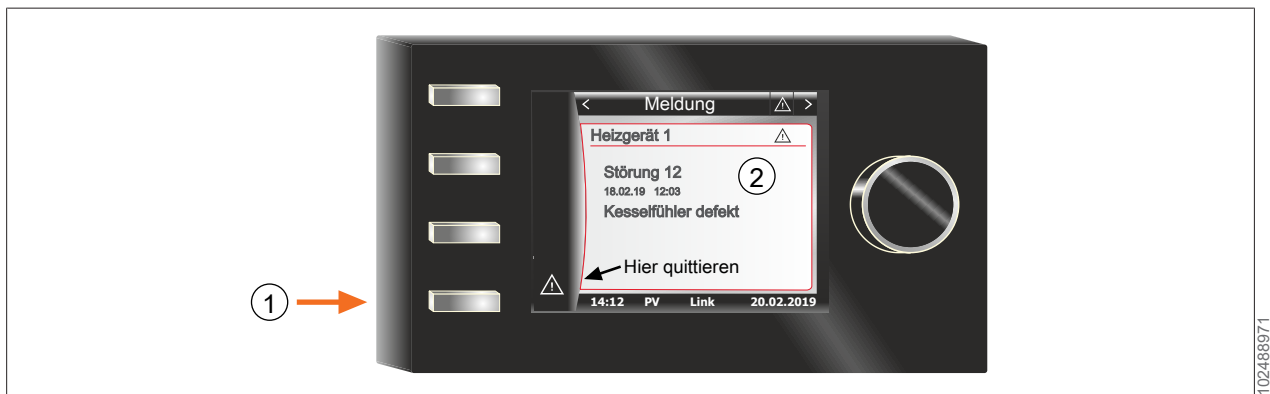 < Meldung >
Heizgerät 1
Störung 12
18.02.19 12:03
Kesselfühler defekt
2
Hier quittieren
1
14:12 PV Link 20.02.2019
102488971